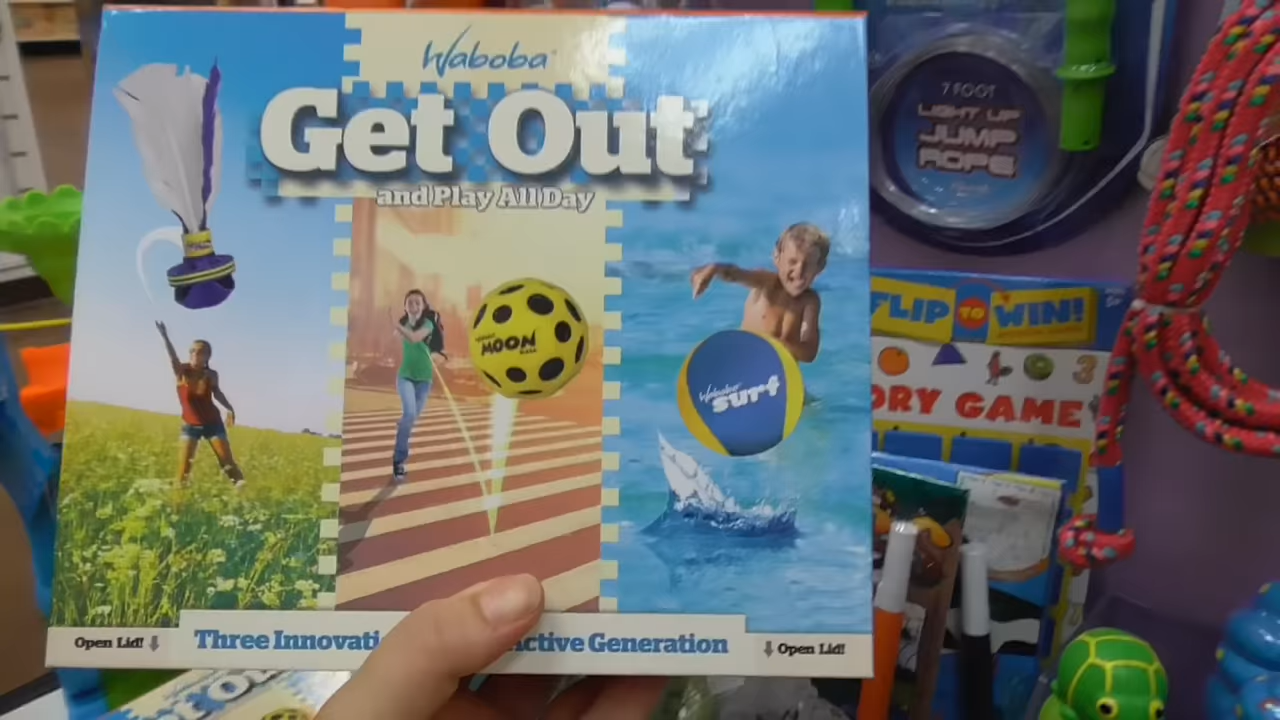 Waboba
Get Out
and Play All Day
MOON
Waboba
surf
Open Lid!
Three Innovati
ctive Generation
Open Lid!
7 FOOT
LIGHT UP
JUMP
ROPE
FLIP TO WIN!
3
ORY GAME